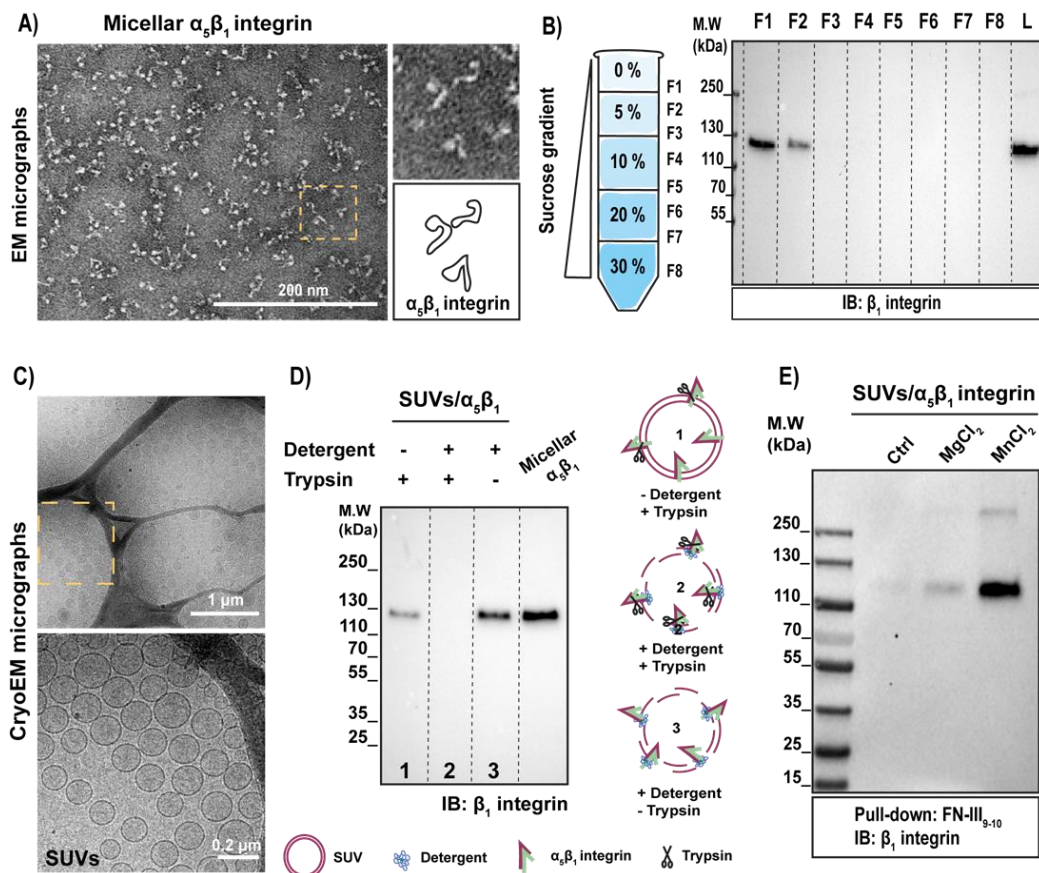 A)
Micellar α₅β₁ integrin
EM micrographs
200 nm
α₅β₁ integrin
B)
Sucrose gradient
0 %
5 %
10 %
20 %
30 %
F1
F2
F3
F4
F5
F6
F7
F8
M.W F1 F2 F3 F4 F5 F6 F7 F8 L
(kDa)
250
130
110
70
55
IB: β₁ integrin
C)
CryoEM micrographs
1 µm
0.2 µm
SUVs
D)
SUVs/α₅β₁
Detergent - + +
Trypsin + + -
Micellar
α₅β₁
M.W
(kDa)
250
130
110
70
55
35
25
1 2 3
IB: β₁ integrin
1
- Detergent
+ Trypsin
2
+ Detergent
+ Trypsin
3
+ Detergent
- Trypsin
SUV
Detergent
α₅β₁ integrin
Trypsin
E)
SUVs/α₅β₁ integrin
M.W
(kDa)
Ctrl
MgCl₂
MnCl₂
250
130
110
70
55
35
25
15
Pull-down: FN-III₉₋₁₀
IB: β₁ integrin